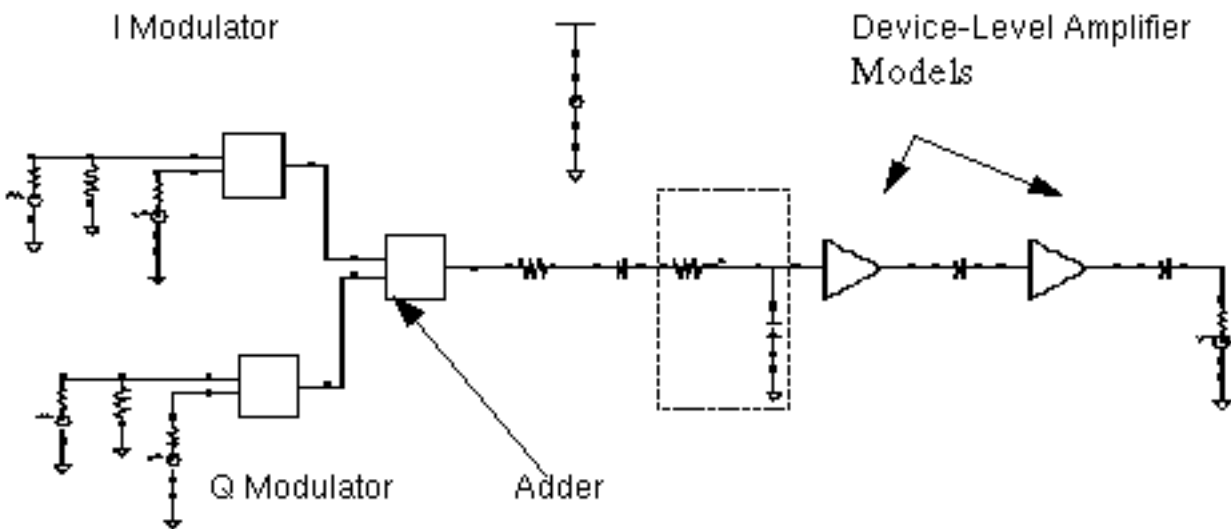 I Modulator
Device-Level Amplifier
Models
Q Modulator
Adder